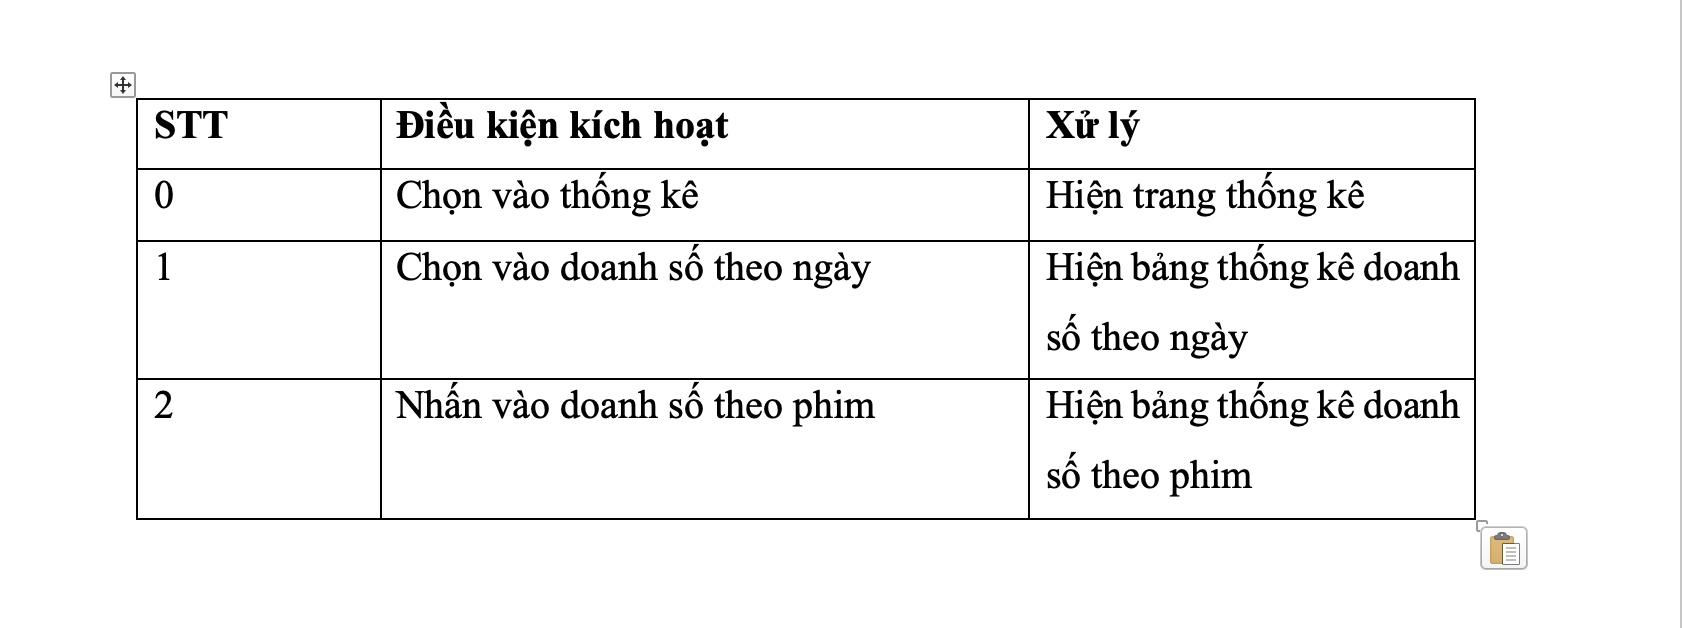 STT Điều kiện kích hoạt Xử lý
0 Chọn vào thống kê Hiện trang thống kê
1 Chọn vào doanh số theo ngày Hiện bảng thống kê doanh
số theo ngày
2 Nhấn vào doanh số theo phim Hiện bảng thống kê doanh
số theo phim